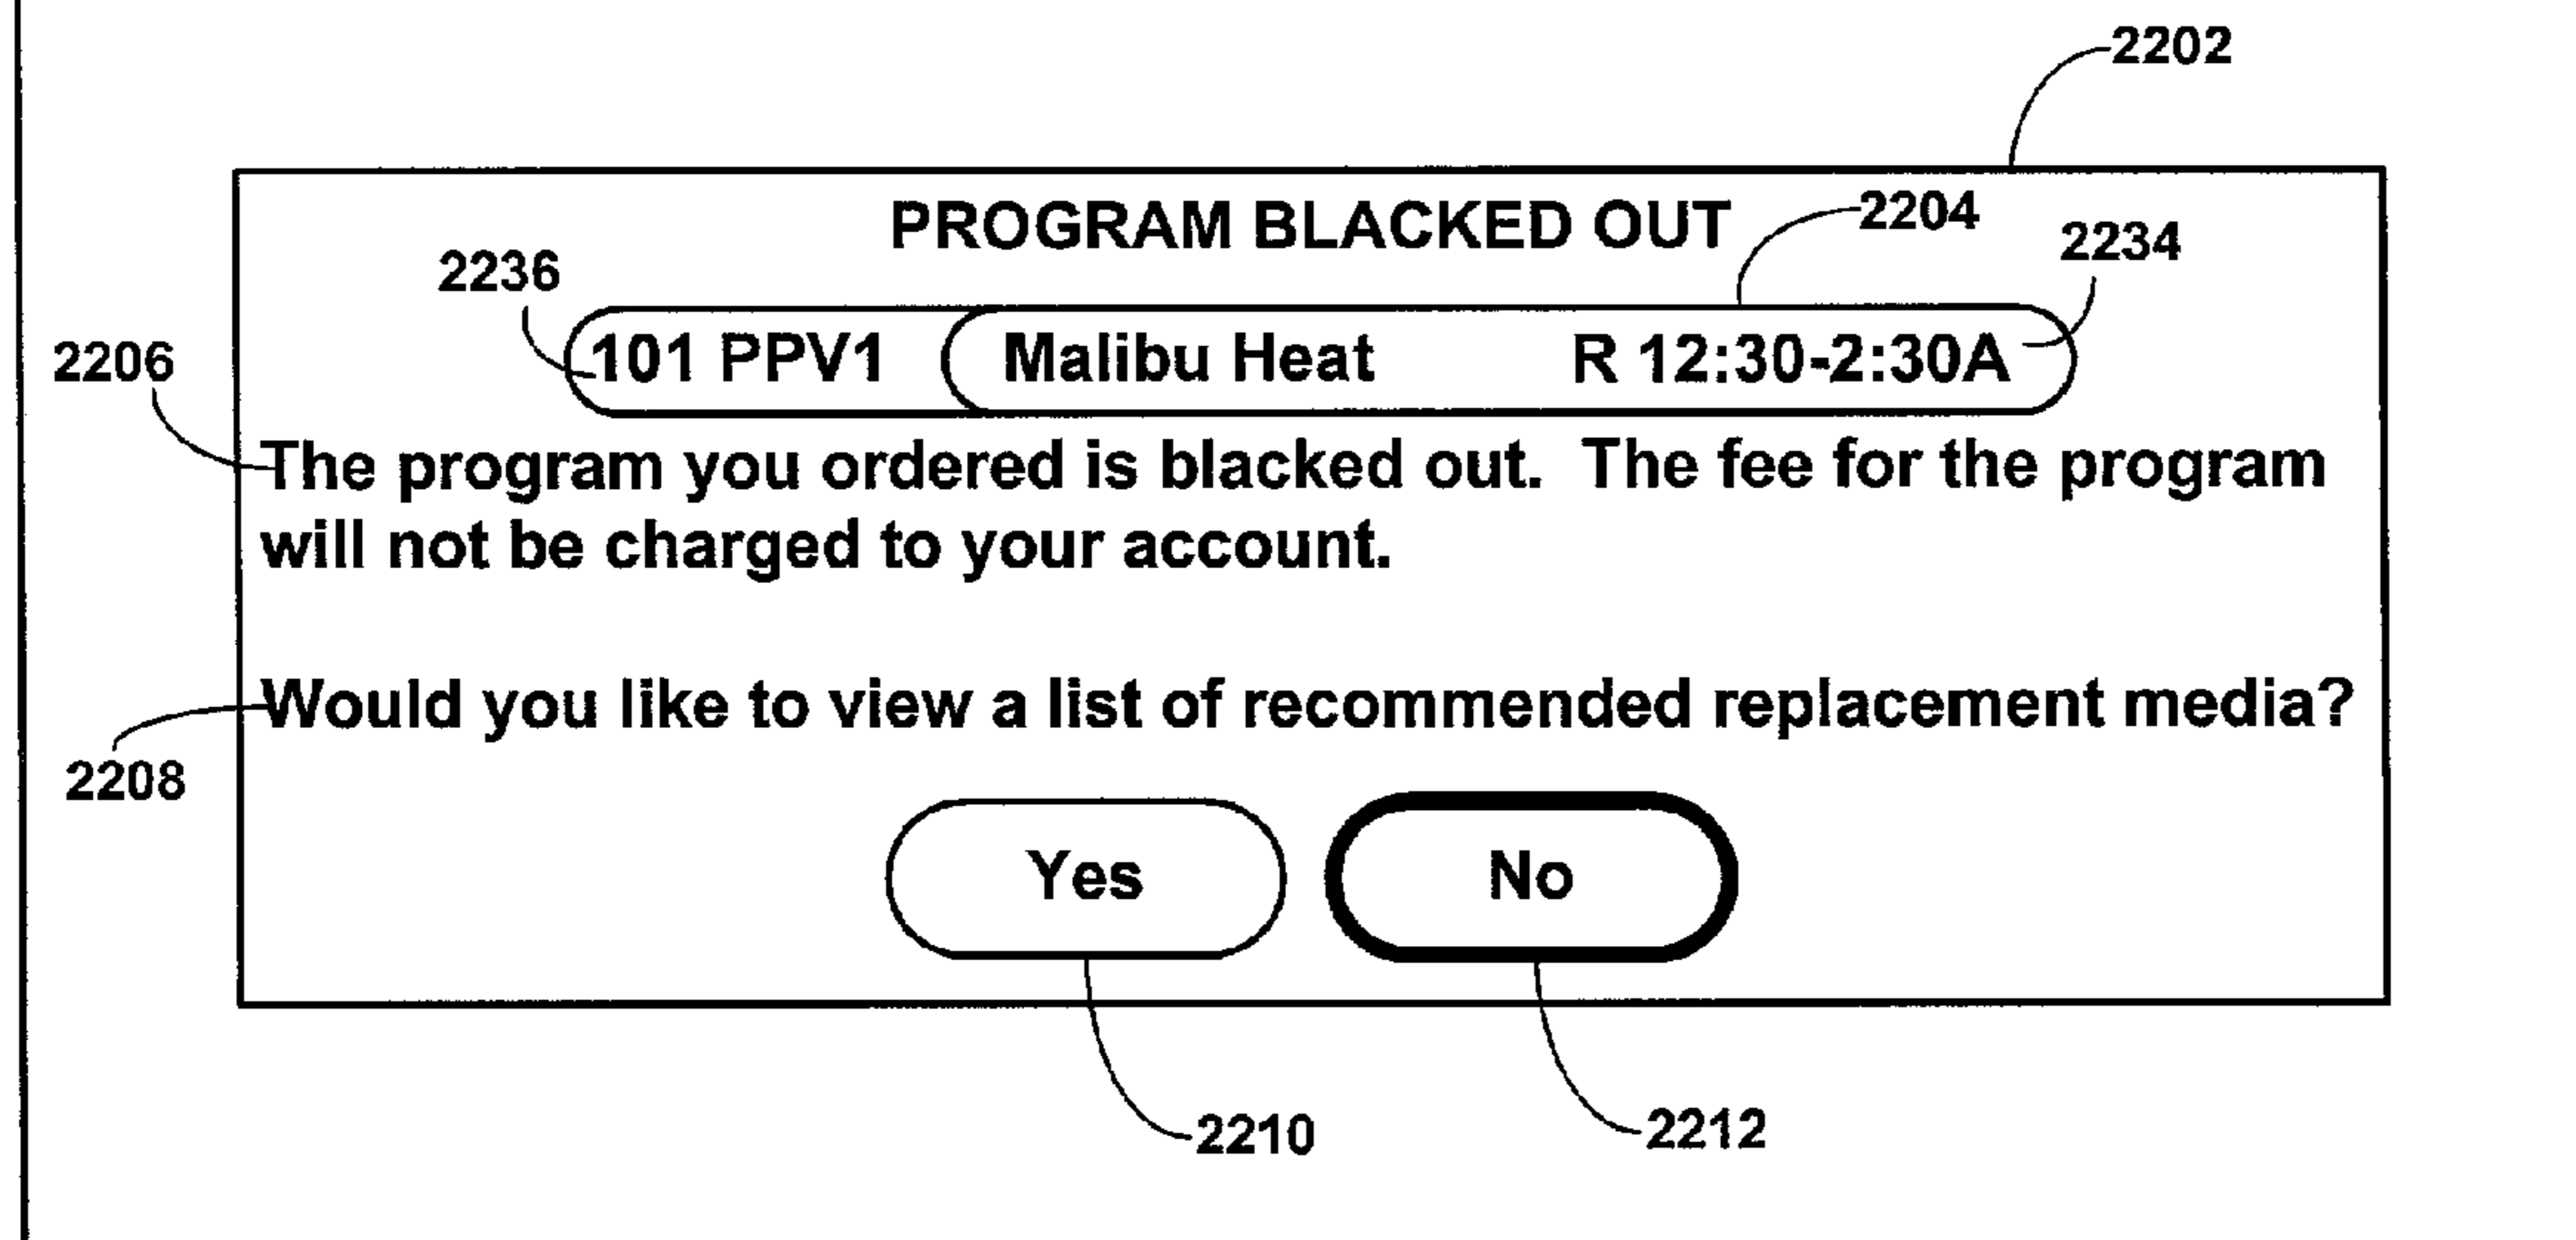 2202
PROGRAM BLACKED OUT
2204
2234
2236
101 PPV1 Malibu Heat R 12:30-2:30A
2206
The program you ordered is blacked out. The fee for the program
will not be charged to your account.
Would you like to view a list of recommended replacement media?
2208
Yes No
2210
2212